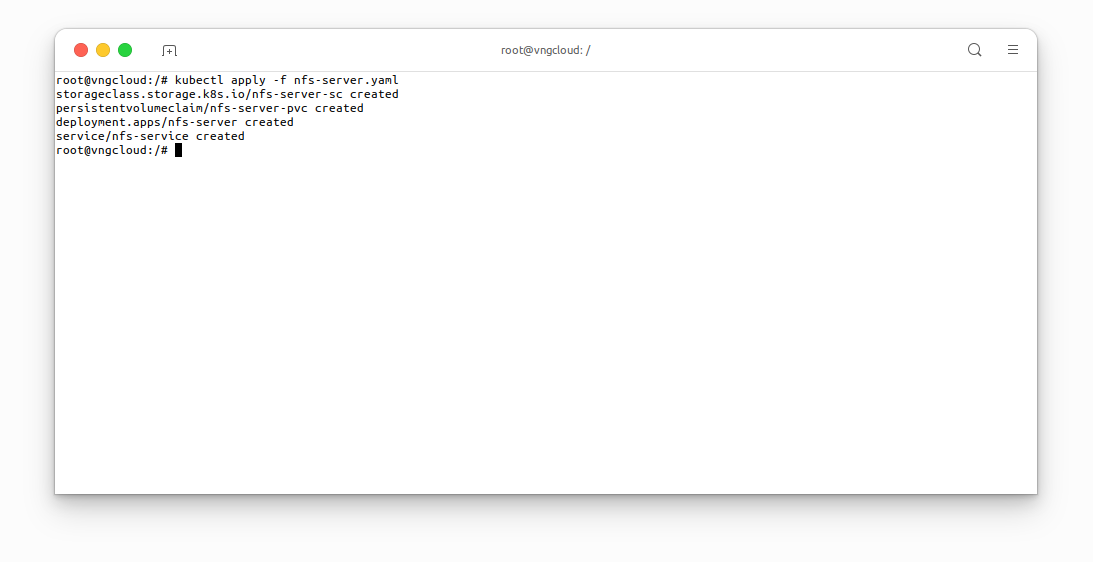 root@vngcloud: /
root@vngcloud:/# kubectl apply -f nfs-server.yaml
storageclass.storage.k8s.io/nfs-server-sc created
persistentvolumeclaim/nfs-server-pvc created
deployment.apps/nfs-server created
service/nfs-service created
root@vngcloud:/#